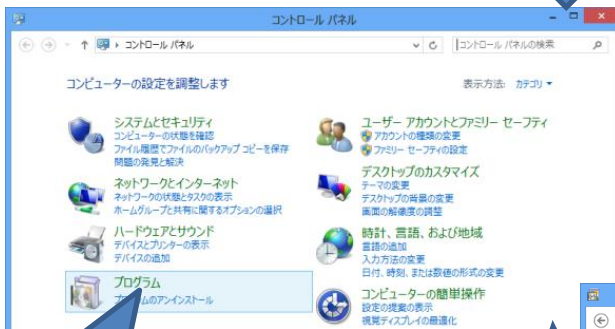 コントロール パネル
コントロール パネル
コントロール パネルの検索
コンピューターの設定を調整します
表示方法: カテゴリ
システムとセキュリティ
コンピューターの状態を確認
ファイル履歴でファイルのバックアップ コピーを保存
問題の発見と解決
ネットワークとインターネット
ネットワークの状態とタスクの表示
ホームグループと共有に関するオプションの選択
ハードウェアとサウンド
デバイスとプリンターの表示
デバイスの追加
プログラム
プログラムのアンインストール
ユーザー アカウントとファミリー セーフティ
アカウントの種類の変更
ファミリー セーフティの設定
デスクトップのカスタマイズ
テーマの変更
デスクトップの背景の変更
画面の解像度の調整
時計、言語、および地域
言語の追加
入力方法の変更
日付、時刻、または数値の形式の変更
コンピューターの簡単操作
設定の提案の表示
視覚ディスプレイの最適化